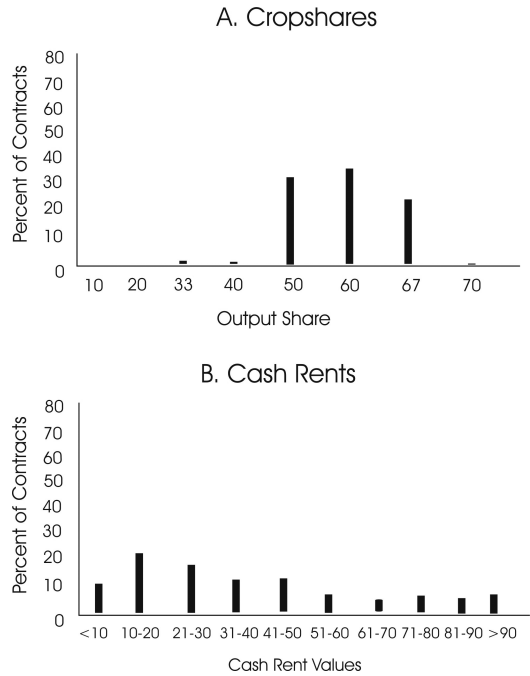 A. Cropshares
80
70
60
50
40
30
20
10
0
Percent of Contracts
10 20 33 40 50 60 67 70
Output Share
B. Cash Rents
80
70
60
50
40
30
20
10
0
Percent of Contracts
<10 10-20 21-30 31-40 41-50 51-60 61-70 71-80 81-90 >90
Cash Rent Values